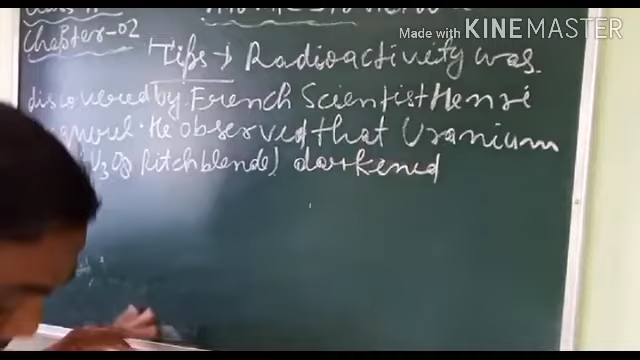 Made with KINEMASTER
Chapter-02
Tips → Radioactivity was
discovered by French Scientist Henri
He observed that Uranium
U3O8 Pitchblende) darkened